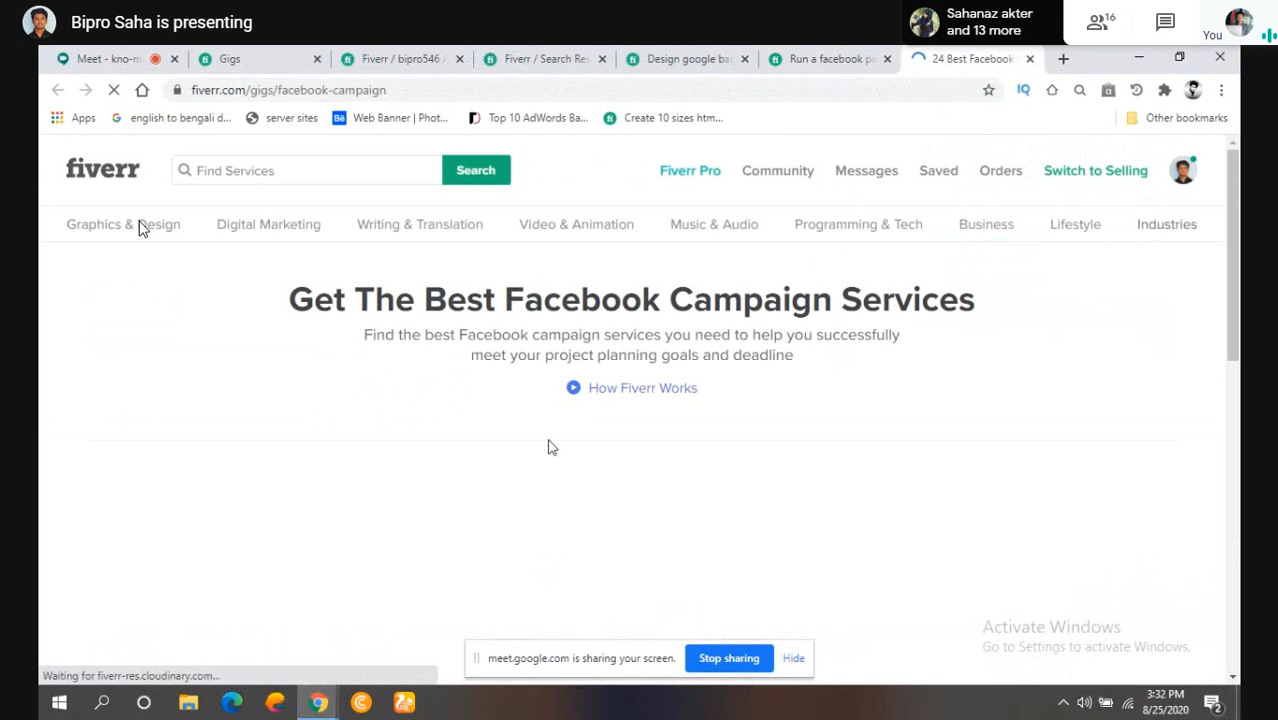 Bipro Saha is presenting
Sahanaz akter
and 13 more
16
You
Meet - kno-n
Gigs
Fiverr / bipro546 /
Fiverr / Search Res
Design google ba
Run a facebook pa
24 Best Facebook
fiverr.com/gigs/facebook-campaign
IQ
Apps
english to bengali d...
server sites
Bē
Web Banner | Phot...
Top 10 AdWords Ba...
fi
Create 10 sizes htm...
Other bookmarks
fiverr
Find Services
Search
Fiverr Pro
Community
Messages
Saved
Orders
Switch to Selling
Graphics & Design
Digital Marketing
Writing & Translation
Video & Animation
Music & Audio
Programming & Tech
Business
Lifestyle
Industries
Get The Best Facebook Campaign Services
Find the best Facebook campaign services you need to help you successfully
meet your project planning goals and deadline
How Fiverr Works
Activate Windows
Go to Settings to activate Windows.
meet.google.com is sharing your screen.
Stop sharing
Hide
Waiting for fiverr-res.cloudinary.com...
3:32 PM
8/25/2020
2